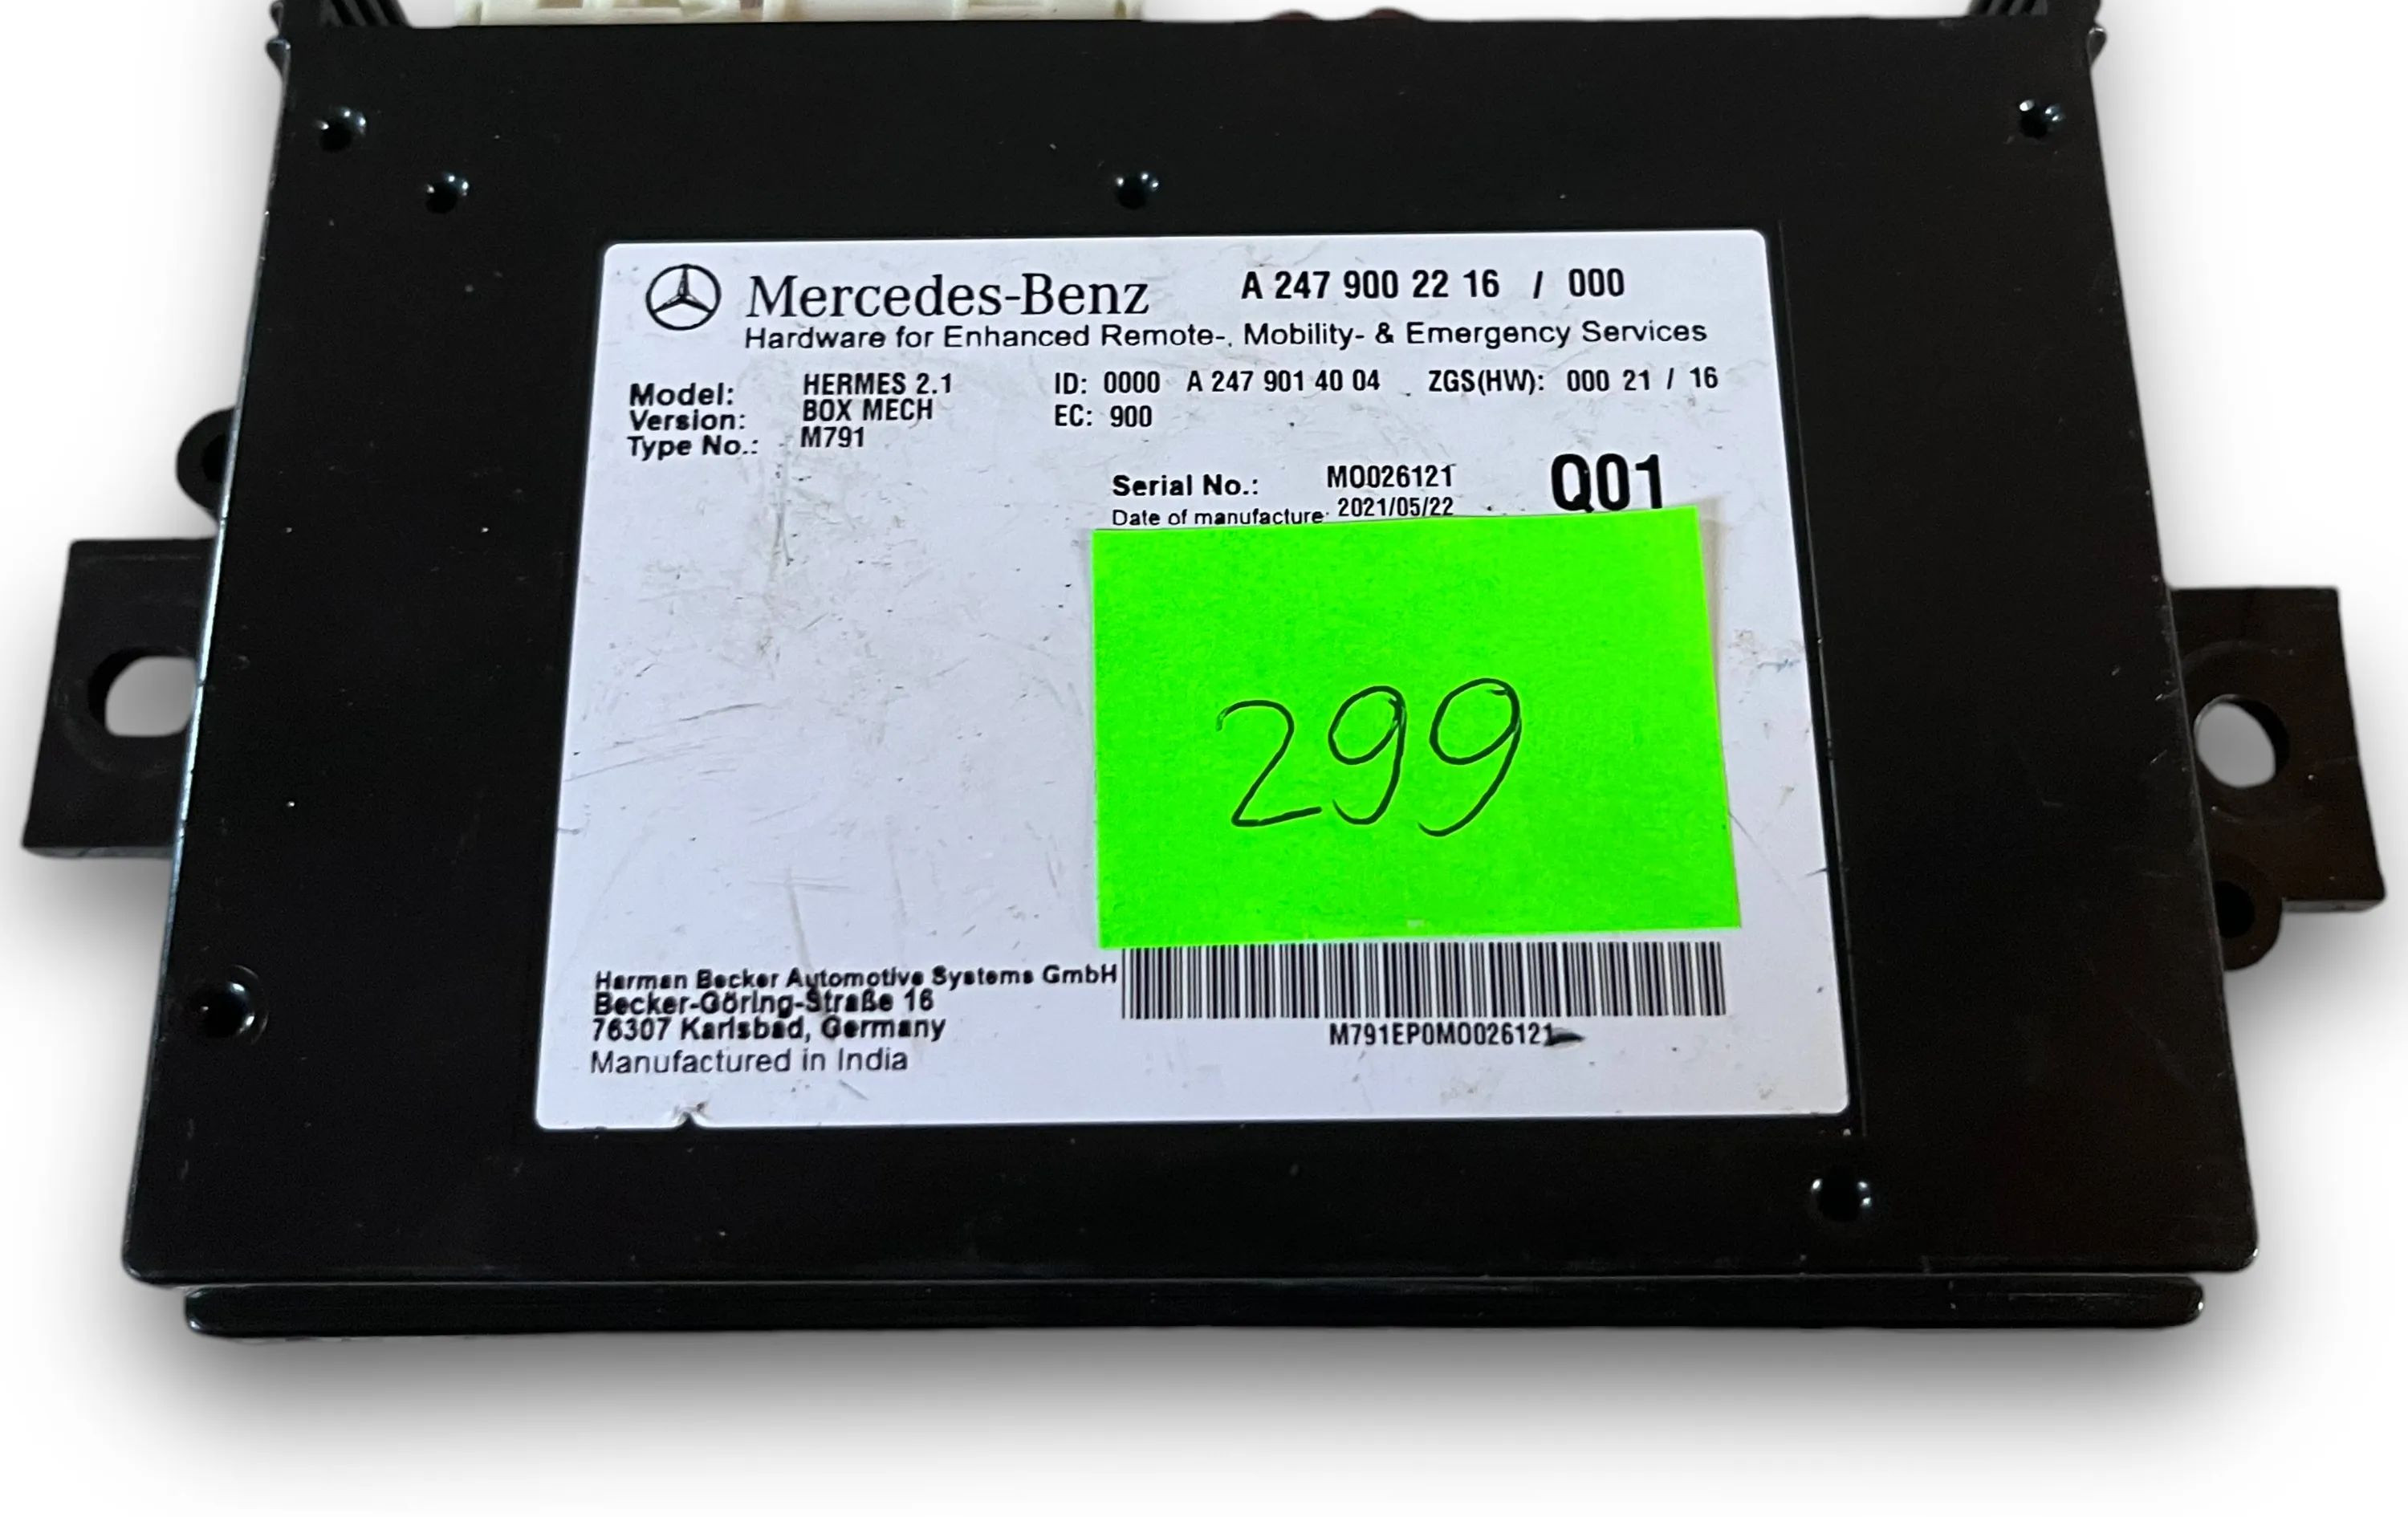 Mercedes-Benz A 247 900 22 16 / 000
Hardware for Enhanced Remote-, Mobility- & Emergency Services
Model: HERMES 2.1 ID: 0000 A 247 901 40 04 ZGS(HW): 000 21 / 16
Version: BOX MECH EC: 900
Type No.: M791
Serial No.: MO026121 Q01
Date of manufacture: 2021/05/22
299
Harman Becker Automotive Systems GmbH
Becker-Göring-Straße 16
76307 Karlsbad, Germany
Manufactured in India
M791EP0MO026121